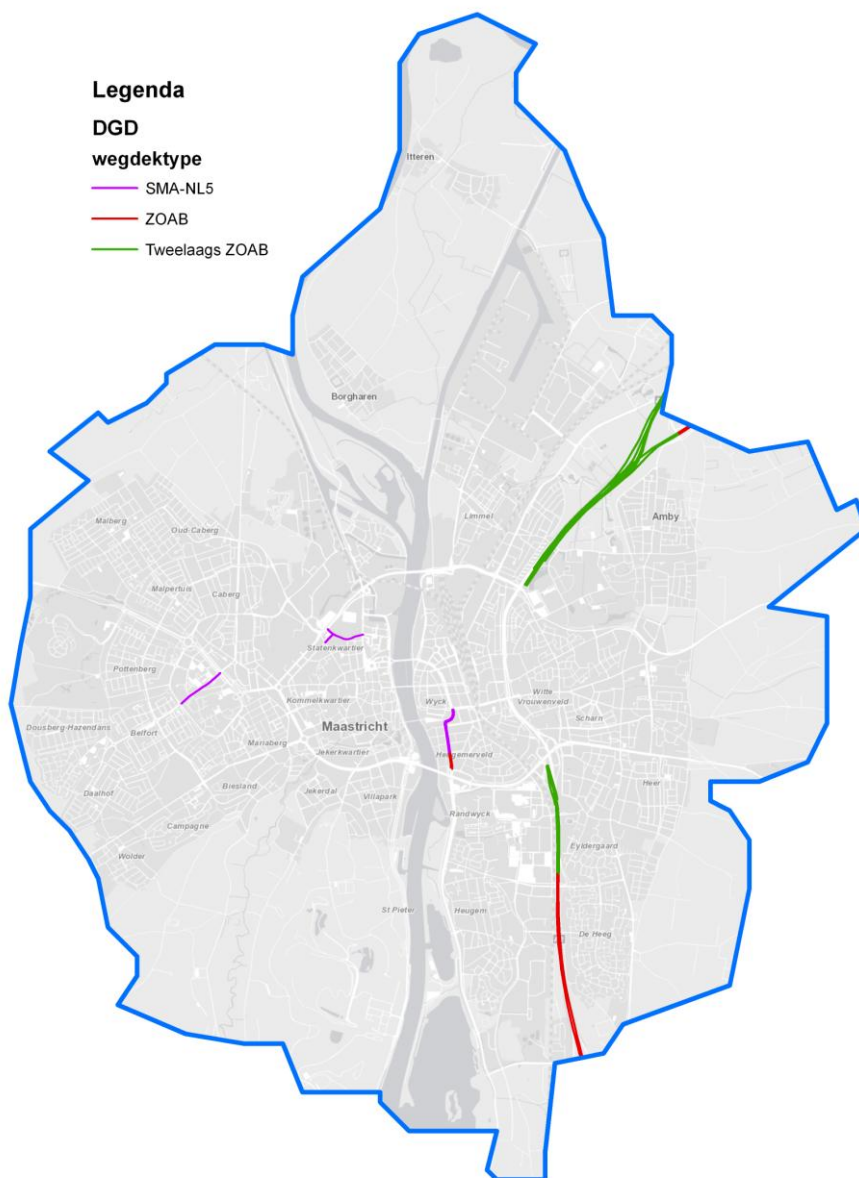 Legenda
DGD
wegdektype
SMA-NL5
ZOAB
Tweelaags ZOAB
Itteren
Borgharen
Limmel
Amby
Malberg
Oud-Caberg
Malpertuis
Caberg
Statenkwartier
Pottenberg
Kommelkwartier
Wyck
Witte
Vrouwenveld
Scharn
Dousberg-Hazendans
Belfort
Maastricht
Mariaberg
Jekerkwartier
Heugemerveld
Heer
Daalhof
Biesland
Jekerdal
Villapark
Randwyck
Campagne
Wolder
Eyldergaard
St Pieter
Heugem
De Heeg